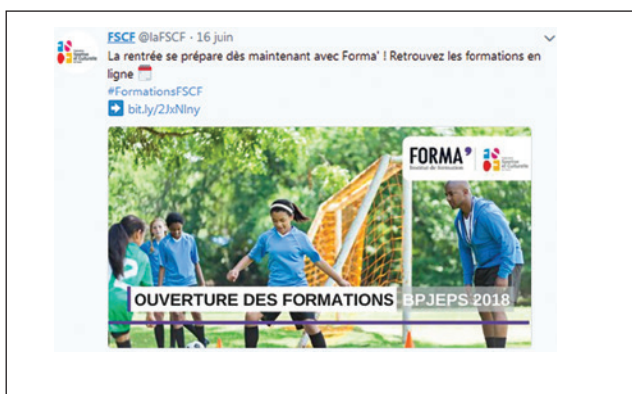 FSCF @laFSCF · 16 juin
La rentrée se prépare dès maintenant avec Forma' ! Retrouvez les formations en
ligne
#FormationsFSCF
bit.ly/2JxNlny
FORMA'
OUVERTURE DES FORMATIONS BPJEPS 2018